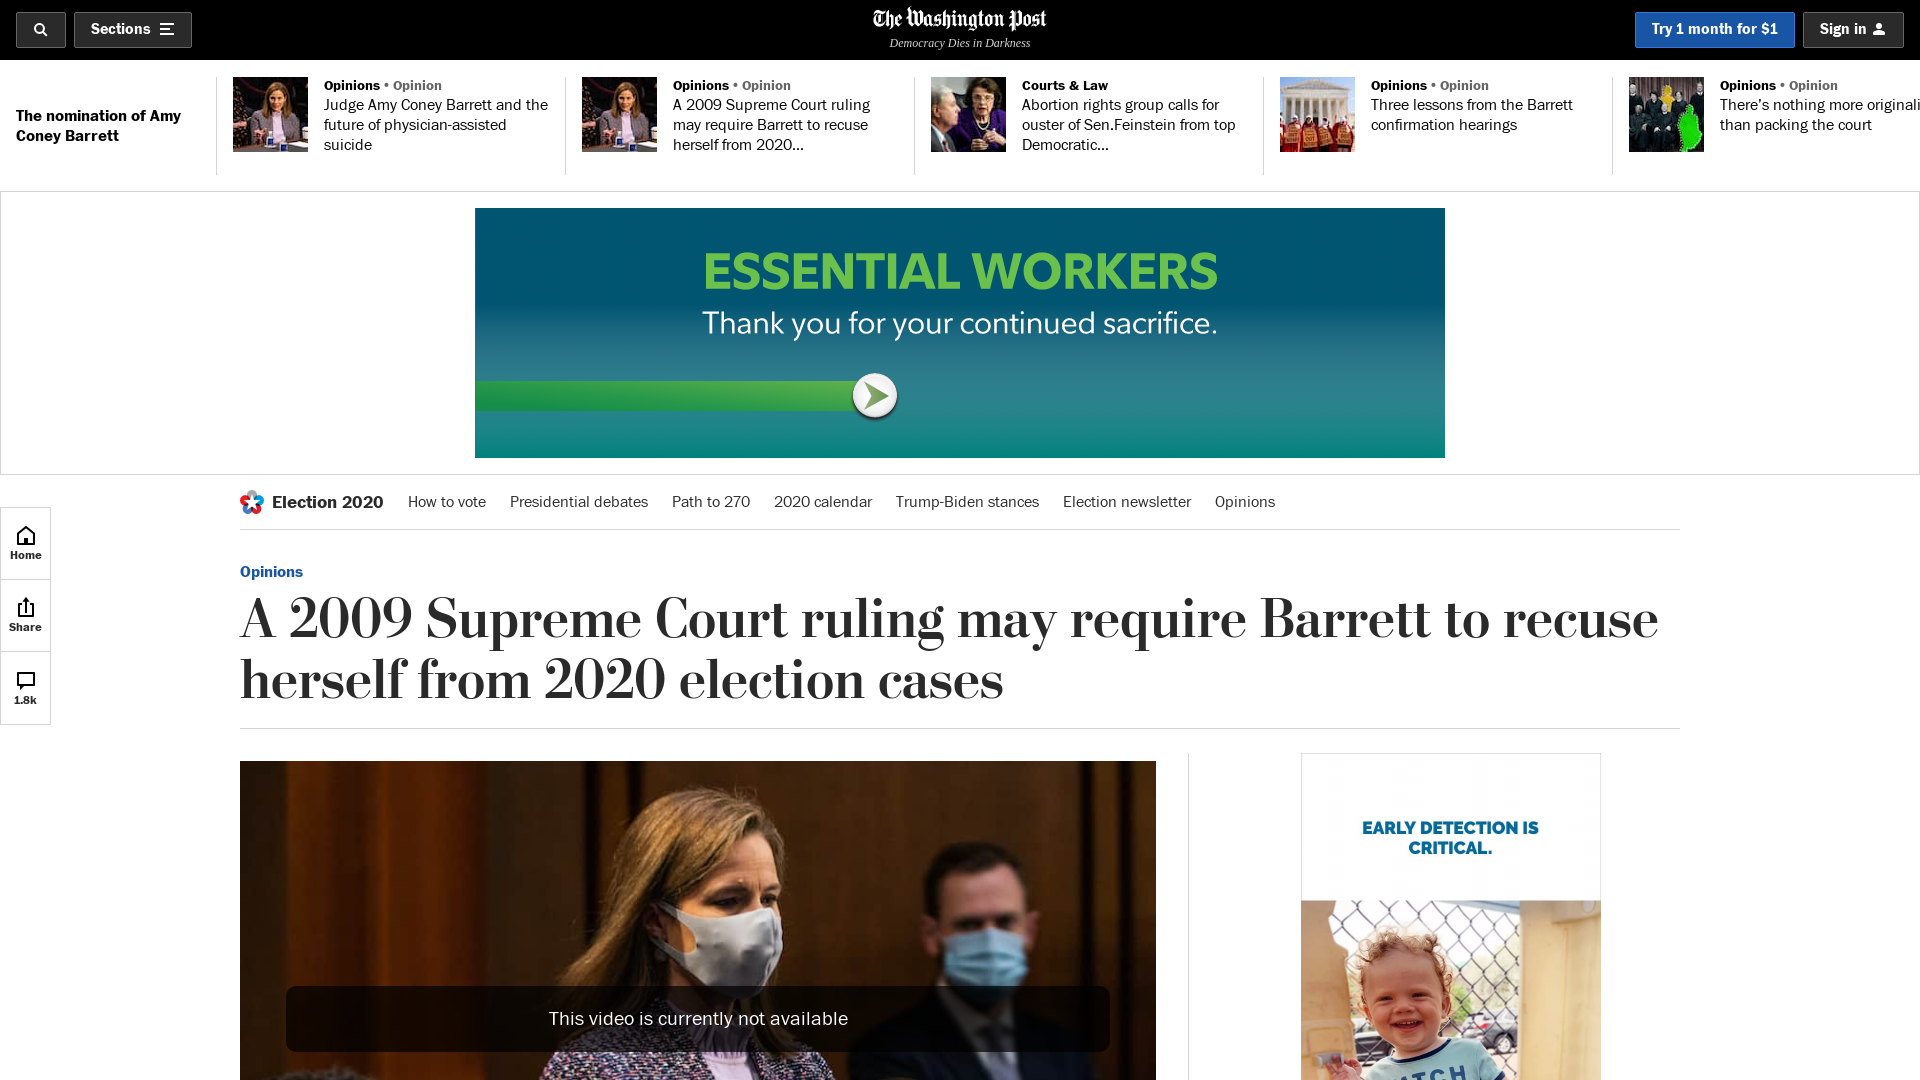 Sections
The Washington Post
Democracy Dies in Darkness
Try 1 month for $1
Sign in
The nomination of Amy
Coney Barrett
Opinions • Opinion
Judge Amy Coney Barrett and the
future of physician-assisted
suicide
Opinions • Opinion
A 2009 Supreme Court ruling
may require Barrett to recuse
herself from 2020...
Courts & Law
Abortion rights group calls for
ouster of Sen.Feinstein from top
Democratic...
Opinions • Opinion
Three lessons from the Barrett
confirmation hearings
Opinions • Opinion
There’s nothing more originali
than packing the court
ESSENTIAL WORKERS
Thank you for your continued sacrifice.
Election 2020
How to vote
Presidential debates
Path to 270
2020 calendar
Trump-Biden stances
Election newsletter
Opinions
Home
Share
1.8k
Opinions
A 2009 Supreme Court ruling may require Barrett to recuse
herself from 2020 election cases
This video is currently not available
EARLY DETECTION IS
CRITICAL.